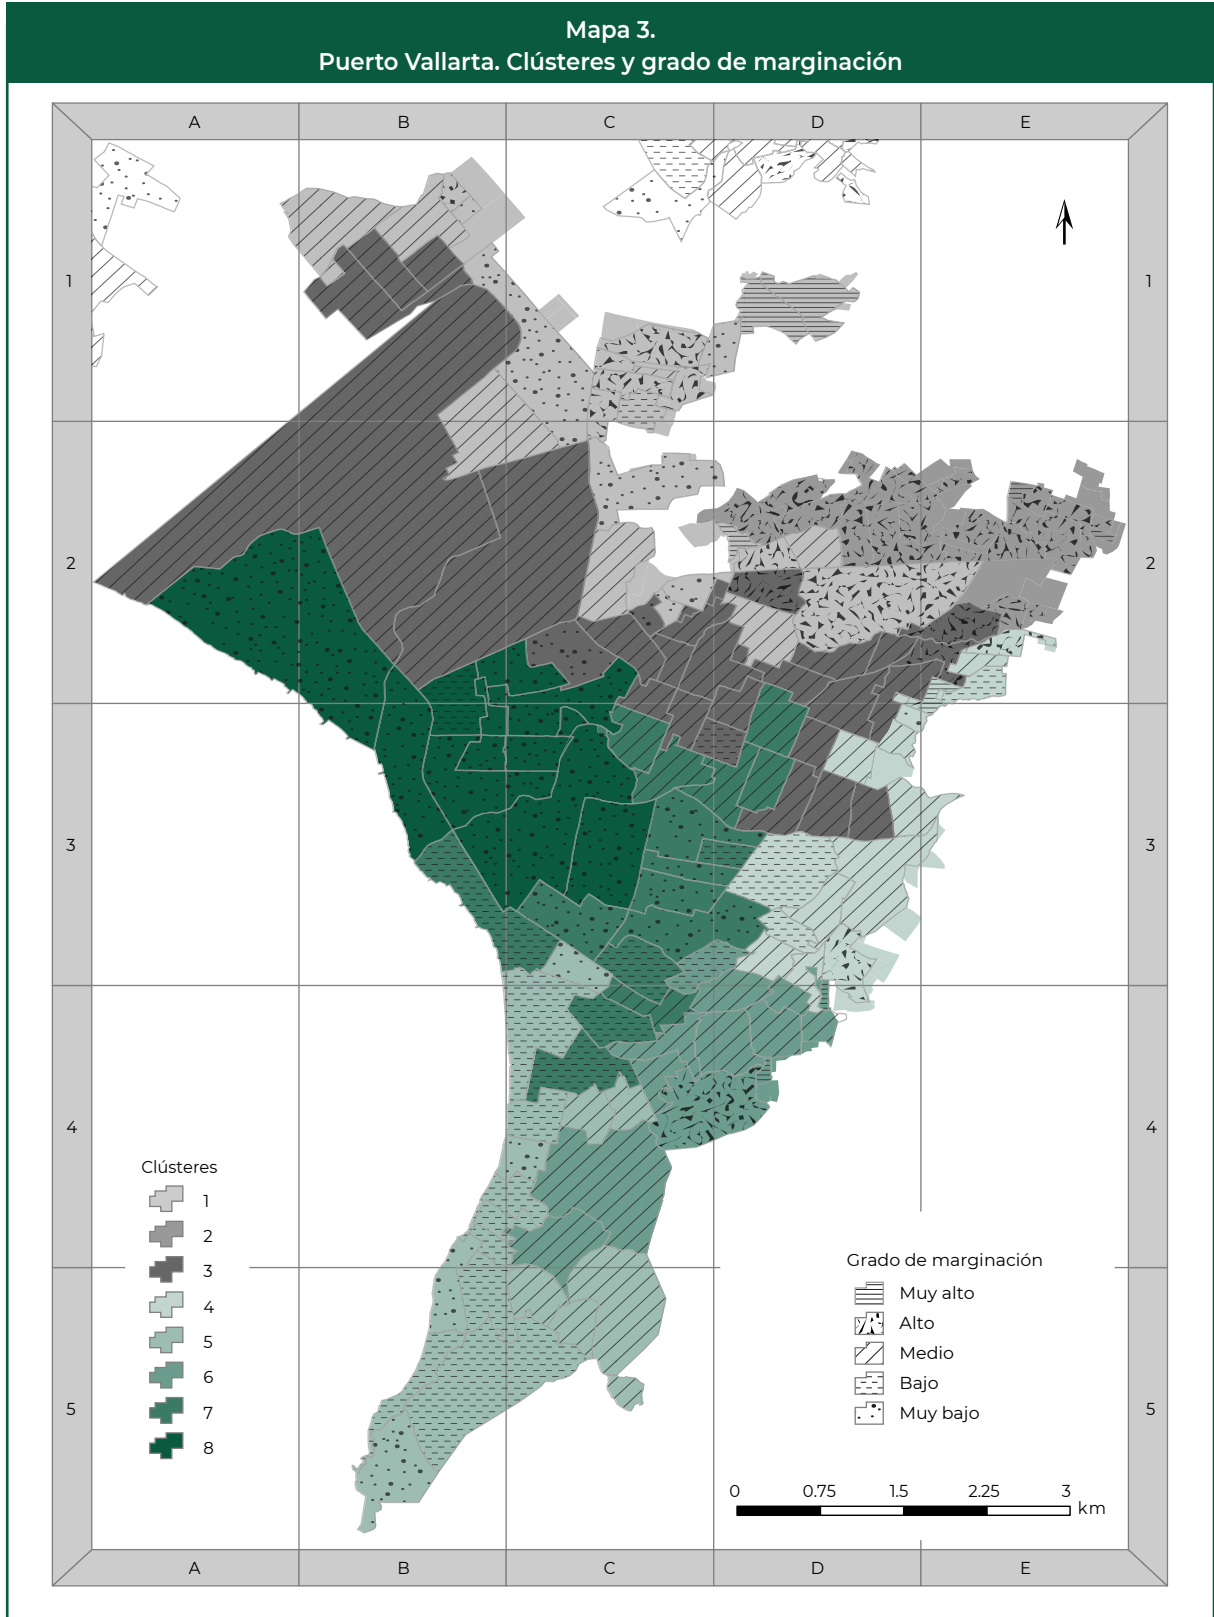 Mapa 3.
Puerto Vallarta. Clústeres y grado de marginación
A B C D E
1 1
2 2
3 3
4 4
5 5
Clústeres
1
2
3
4
5
6
7
8
Grado de marginación
Muy alto
Alto
Medio
Bajo
Muy bajo
0 0.75 1.5 2.25 3
km
A B C D E